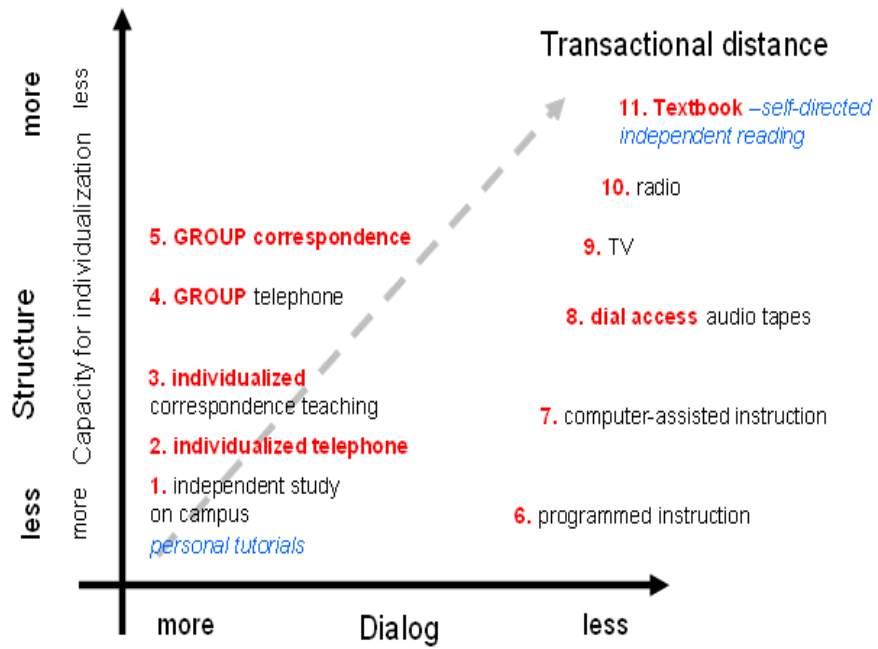 Transactional distance
more
Structure
less
less
Capacity for individualization
more
11. Textbook –self-directed
independent reading
10. radio
5. GROUP correspondence
9. TV
4. GROUP telephone
8. dial access audio tapes
3. individualized
correspondence teaching
7. computer-assisted instruction
2. individualized telephone
1. independent study
on campus
personal tutorials
6. programmed instruction
more
Dialog
less